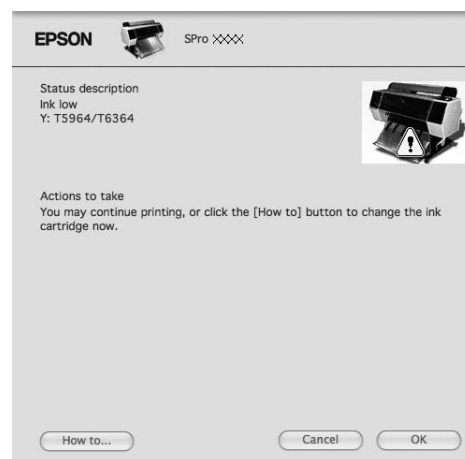 EPSON SPro XXXX
Status description
Ink low
Y: T5964/T6364
Actions to take
You may continue printing, or click the [How to] button to change the ink
cartridge now.
How to... Cancel OK